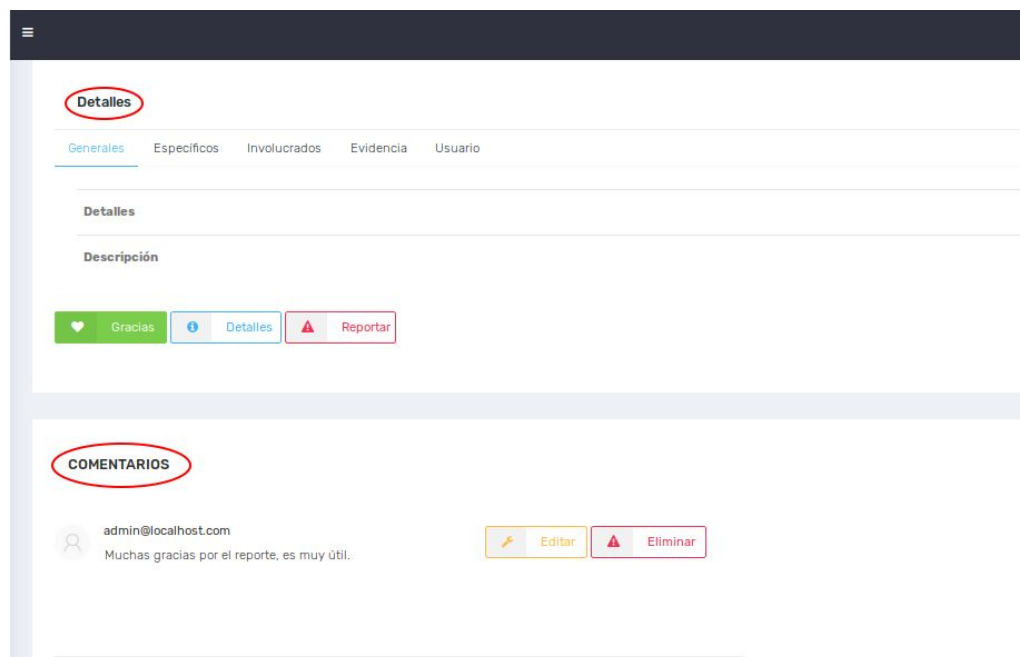 Detalles
Generales Específicos Involucrados Evidencia Usuario
Detalles
Descripción
Gracias Detalles Reportar
COMENTARIOS
admin@localhost.com
Muchas gracias por el reporte, es muy útil.
Editar Eliminar